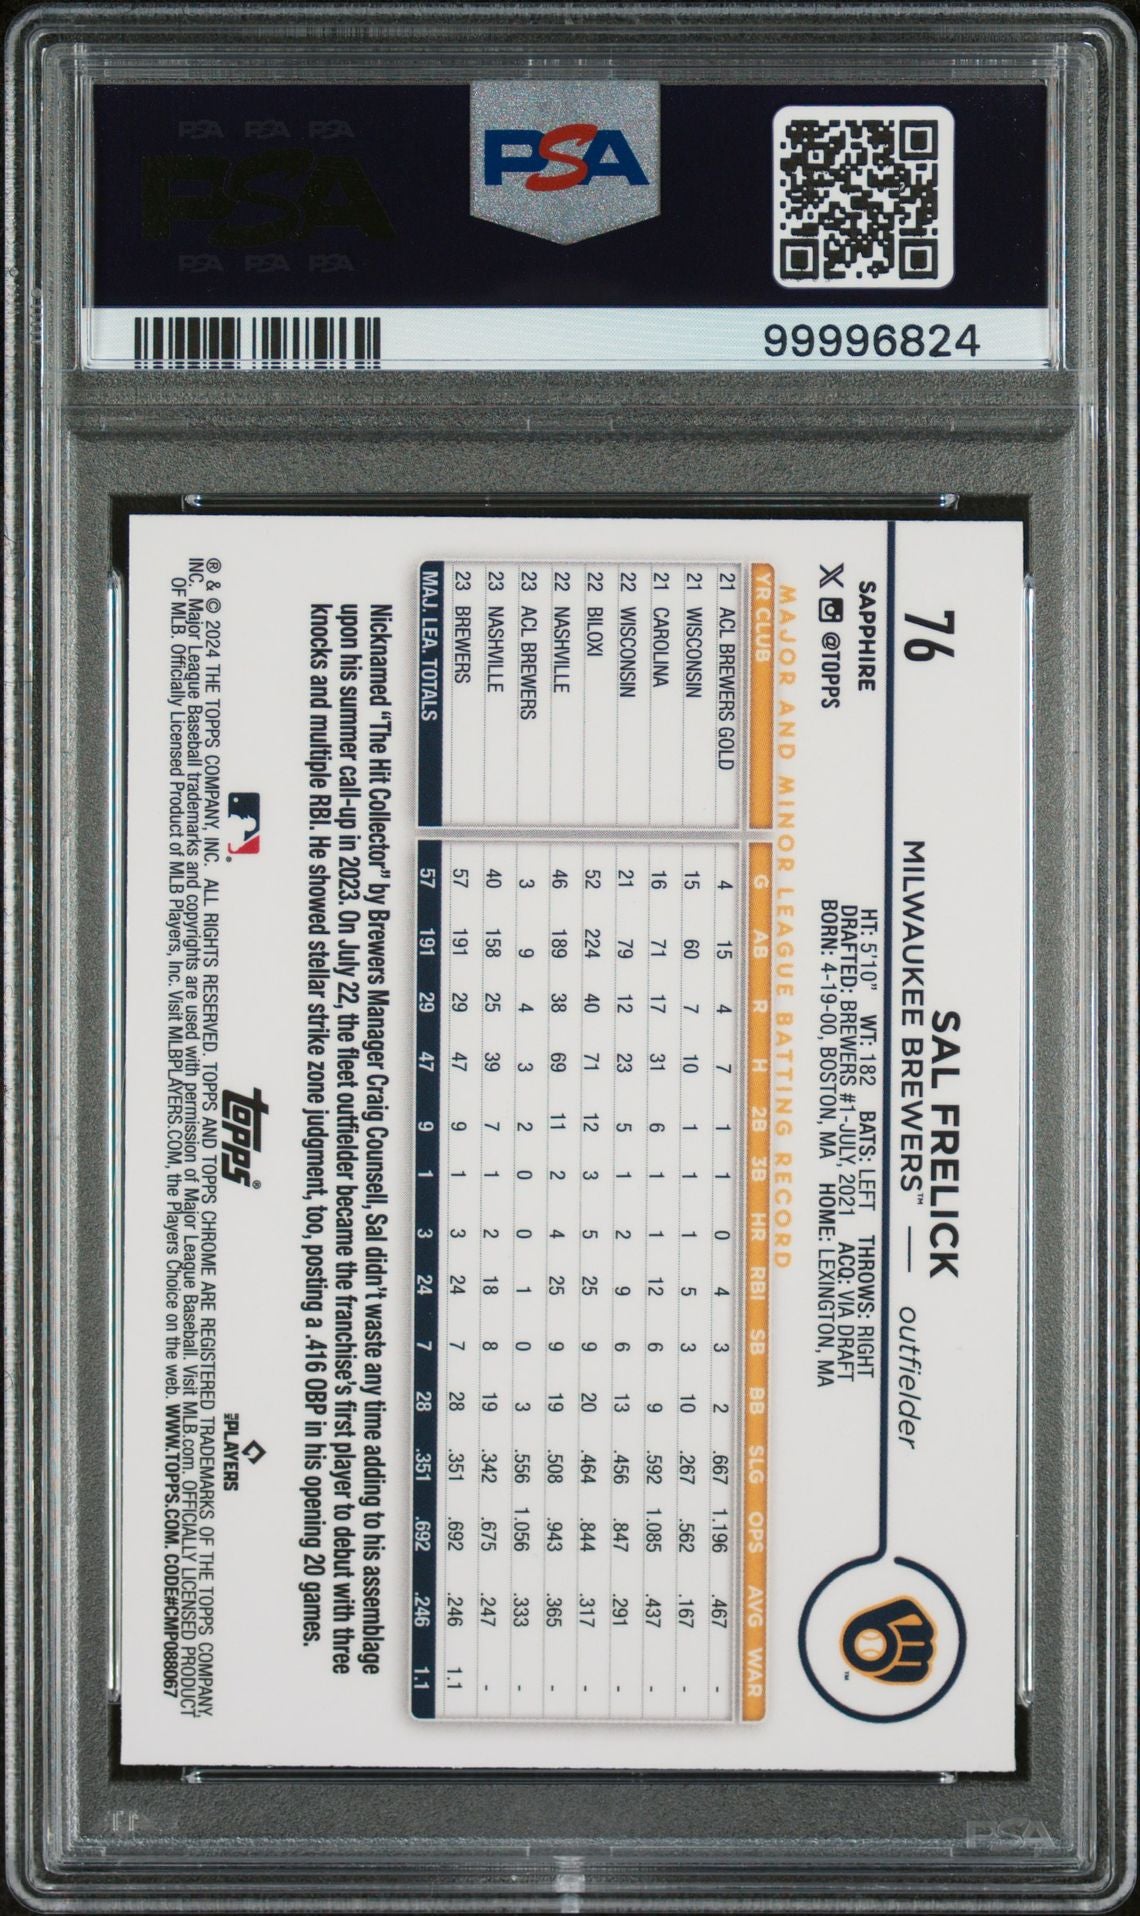 PSA PSA PSA
PSA
PSA PSA PSA
PSA
99996824
76
SAL FRELICK
MILWAUKEE BREWERS™ — outfielder
SAPPHIRE
@TOPPS
HT: 5'10" WT: 182 BATS: LEFT THROWS: RIGHT
DRAFTED: BREWERS #1-JULY, 2021 ACQ: VIA DRAFT
BORN: 4-19-00, BOSTON, MA HOME: LEXINGTON, MA
MAJOR AND MINOR LEAGUE BATTING RECORD
YR CLUB G AB R H 2B 3B HR RBI SB BB SLG OPS AVG WAR
21 ACL BREWERS GOLD 4 15 4 7 1 1 0 4 3 2 .667 1.196 .467 -
21 WISCONSIN 15 60 7 10 1 1 1 5 3 10 .267 .562 .167 -
21 CAROLINA 16 71 17 31 6 1 1 12 6 9 .592 1.085 .437 -
22 WISCONSIN 21 79 12 23 5 1 2 9 6 13 .456 .847 .291 -
22 BILOXI 52 224 40 71 12 3 5 25 9 20 .464 .844 .317 -
22 NASHVILLE 46 189 38 69 11 2 4 25 9 19 .508 .943 .365 -
23 ACL BREWERS 3 9 4 3 2 0 0 1 0 3 .556 1.056 .333 -
23 NASHVILLE 40 158 25 39 7 1 2 18 8 19 .342 .675 .247 -
23 BREWERS 57 191 29 47 9 1 3 24 7 28 .351 .692 .246 1.1
MAJ. LEA. TOTALS 57 191 29 47 9 1 3 24 7 28 .351 .692 .246 1.1
Nicknamed “The Hit Collector” by Brewers Manager Craig Counsell, Sal didn’t waste any time adding to his assemblage
upon his summer call-up in 2023. On July 22, the fleet outfielder became the franchise’s first player to debut with three
knocks and multiple RBI. He showed stellar strike zone judgment, too, posting a .416 OBP in his opening 20 games.
topps®
MLB PLAYERS
® & © 2024 THE TOPPS COMPANY, INC. ALL RIGHTS RESERVED. TOPPS AND TOPPS CHROME ARE REGISTERED TRADEMARKS OF THE TOPPS COMPANY,
INC. Major League Baseball trademarks and copyrights are used with permission of Major League Baseball. Visit MLB.com. OFFICIALLY LICENSED PRODUCT
OF MLB. Officially Licensed Product of MLB Players, Inc. Visit MLBPLAYERS.COM, the Players Choice on the web. WWW.TOPPS.COM. CODE#CMP088067
PSA